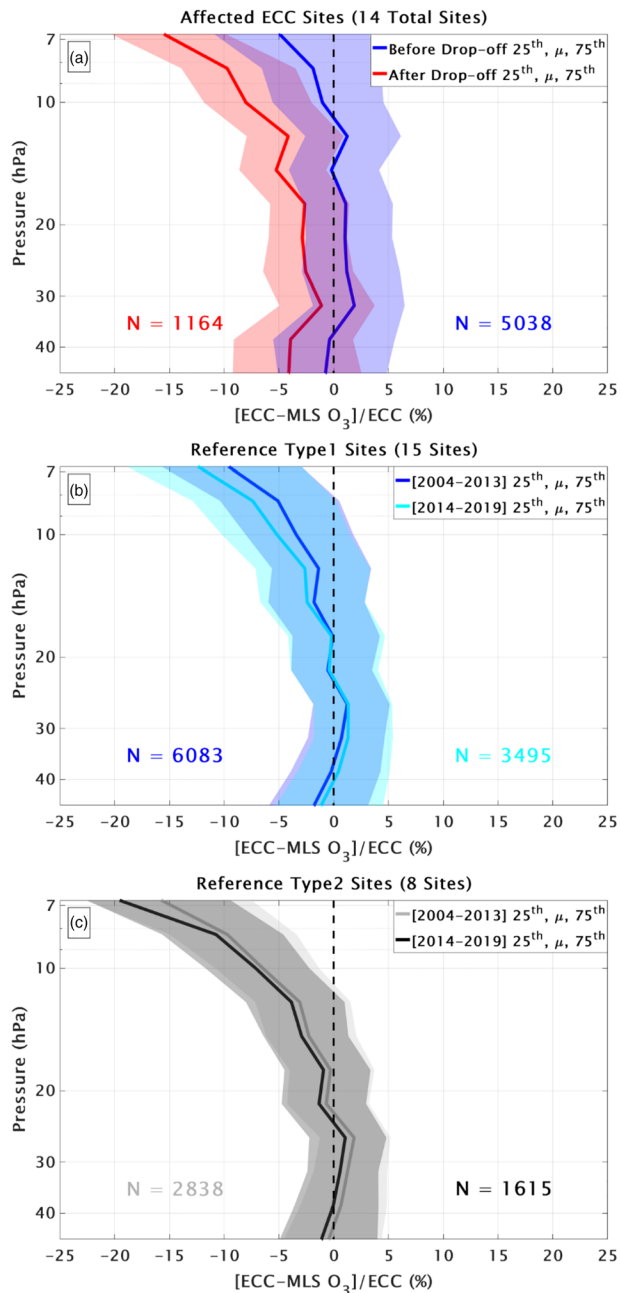 Affected ECC Sites (14 Total Sites)
(a)
Before Drop-off 25th, μ, 75th
After Drop-off 25th, μ, 75th
7
10
20
30
40
Pressure (hPa)
N = 1164
N = 5038
-25 -20 -15 -10 -5 0 5 10 15 20 25
[ECC-MLS O3]/ECC (%)
Reference Type1 Sites (15 Sites)
(b)
[2004-2013] 25th, μ, 75th
[2014-2019] 25th, μ, 75th
7
10
20
30
40
Pressure (hPa)
N = 6083
N = 3495
-25 -20 -15 -10 -5 0 5 10 15 20 25
[ECC-MLS O3]/ECC (%)
Reference Type2 Sites (8 Sites)
(c)
[2004-2013] 25th, μ, 75th
[2014-2019] 25th, μ, 75th
7
10
20
30
40
Pressure (hPa)
N = 2838
N = 1615
-25 -20 -15 -10 -5 0 5 10 15 20 25
[ECC-MLS O3]/ECC (%)